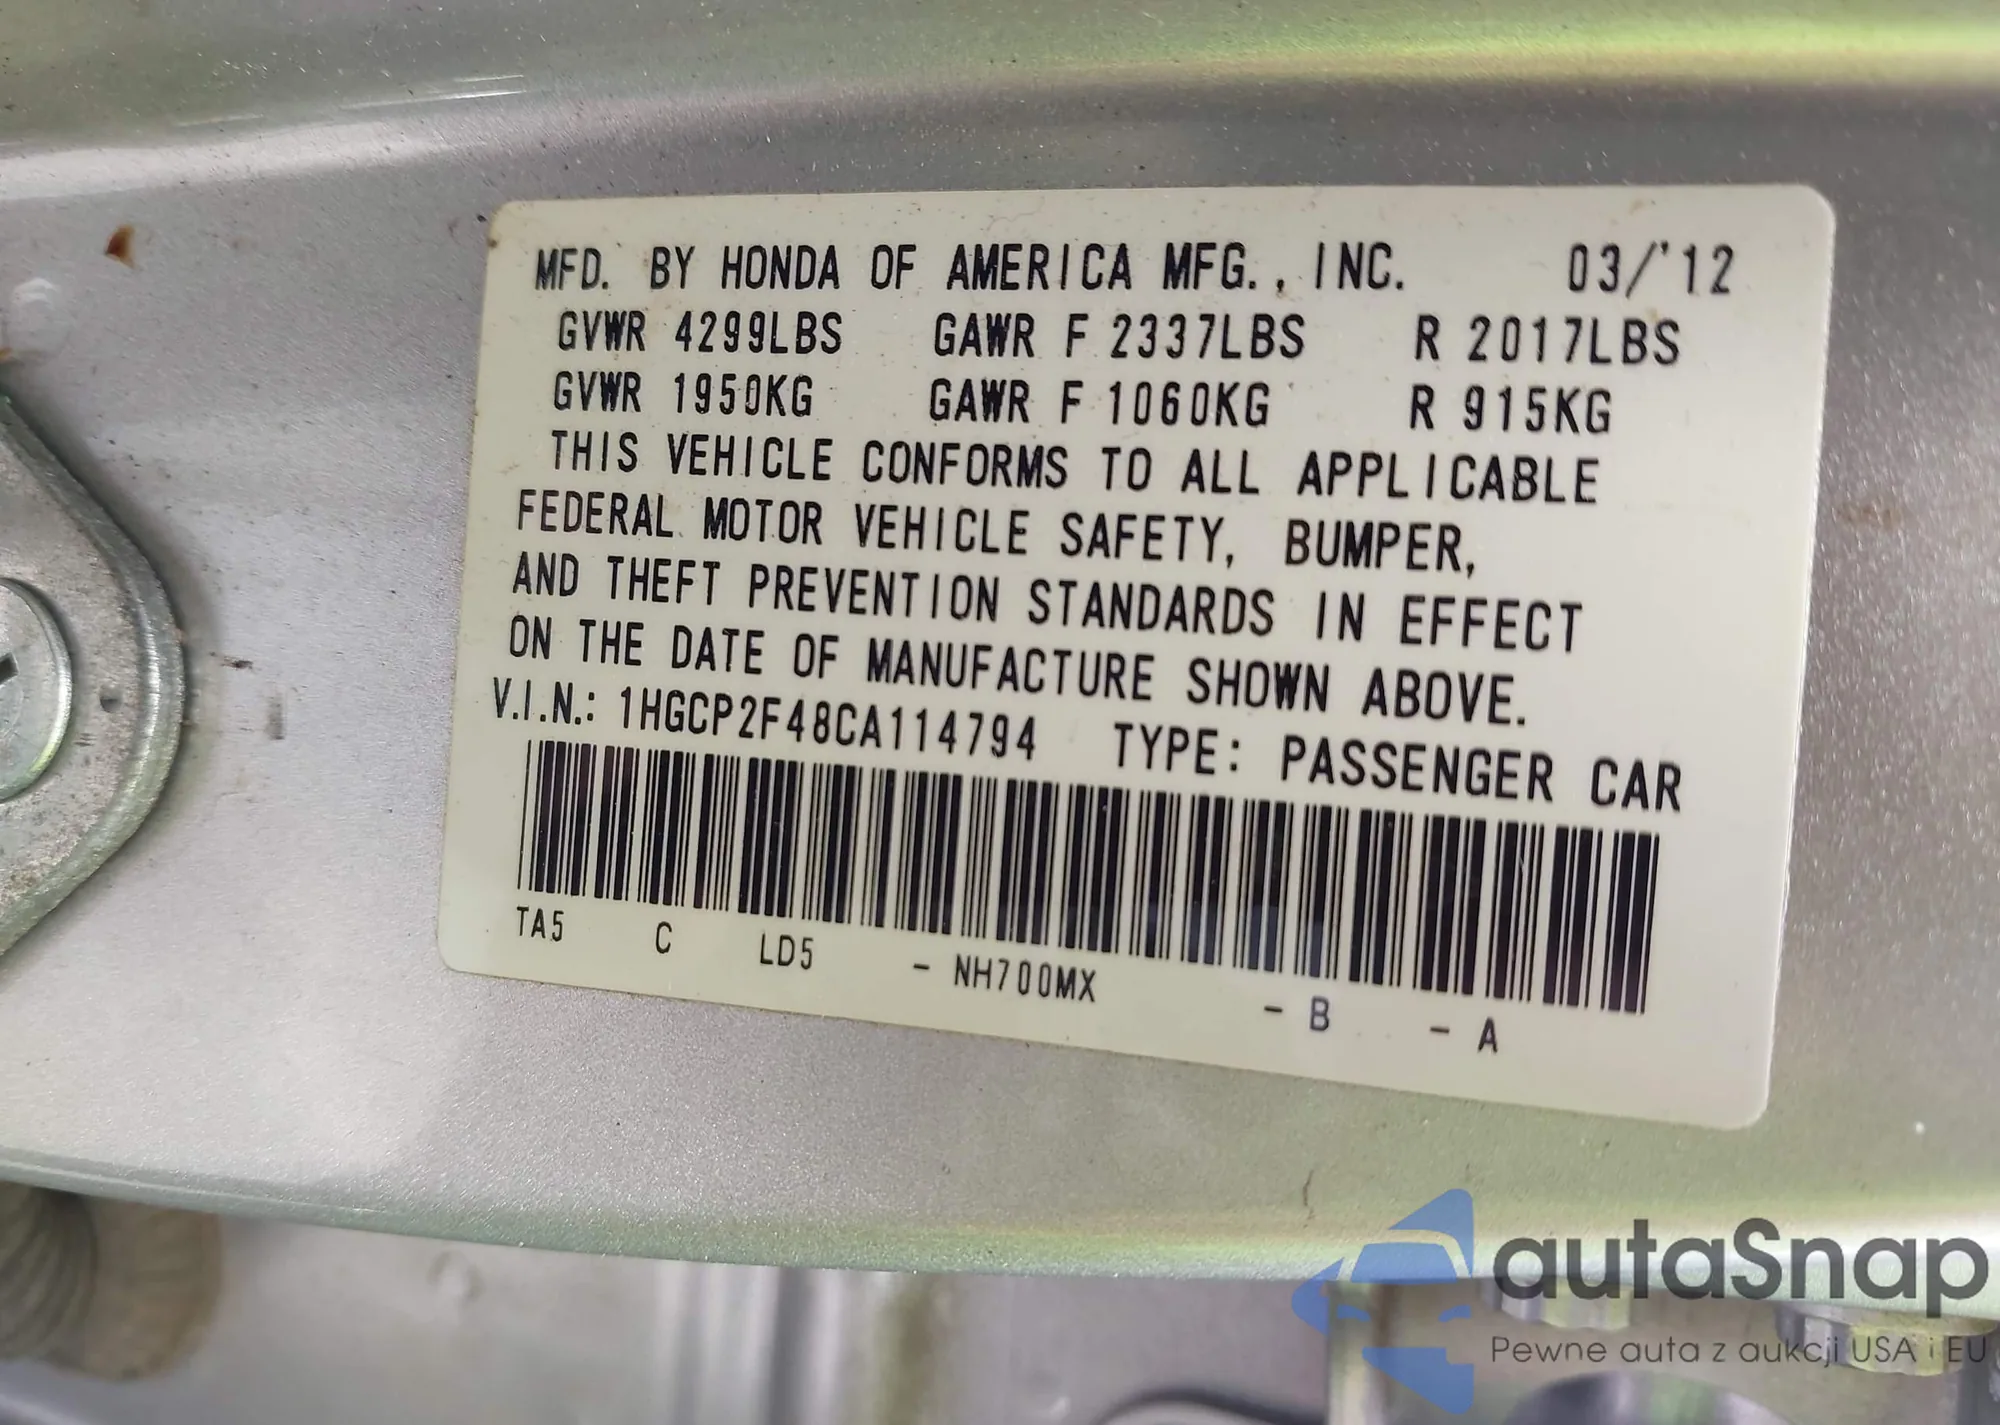 MFD. BY HONDA OF AMERICA MFG., INC. 03/'12
GVWR 4299LBS GAWR F 2337LBS R 2017LBS
GVWR 1950KG GAWR F 1060KG R 915KG
THIS VEHICLE CONFORMS TO ALL APPLICABLE
FEDERAL MOTOR VEHICLE SAFETY, BUMPER,
AND THEFT PREVENTION STANDARDS IN EFFECT
ON THE DATE OF MANUFACTURE SHOWN ABOVE.
V.I.N.: 1HGCP2F48CA114794 TYPE: PASSENGER CAR
TA5 C LD5 - NH700MX - B - A
autaSnap
Pewne auta z aukcji USA i EU